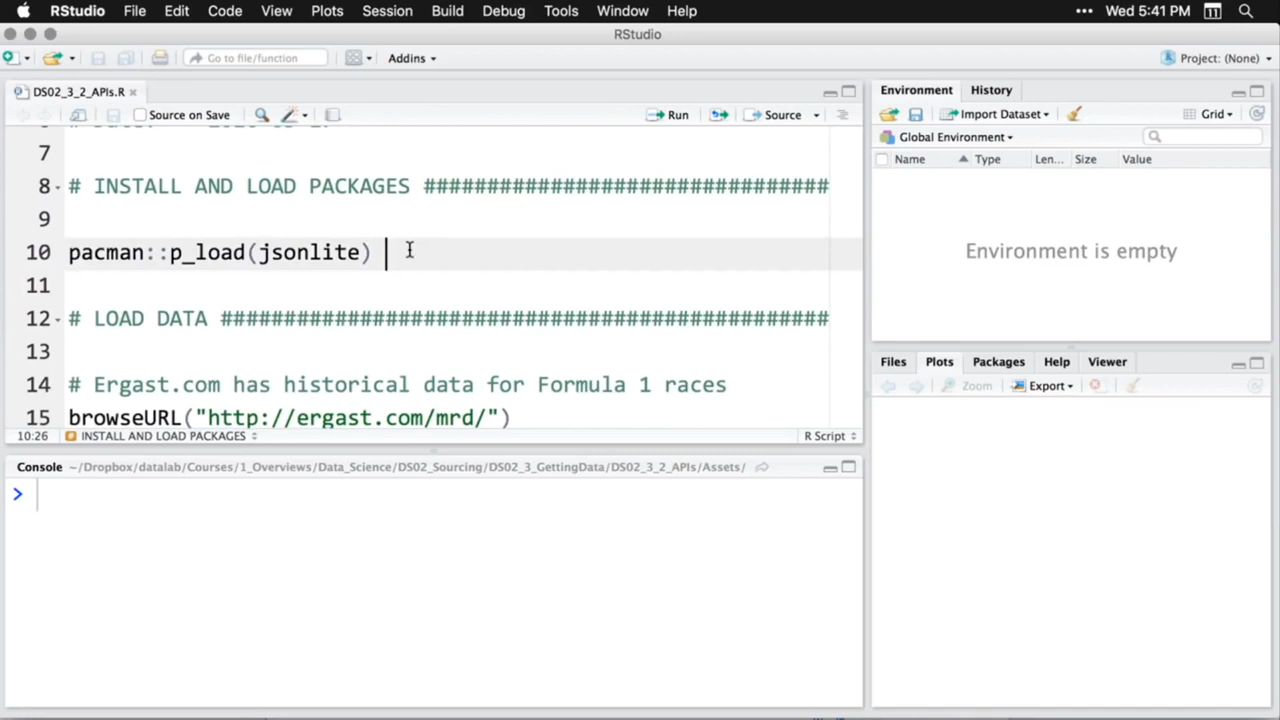 RStudio File Edit Code View Plots Session Build Debug Tools Window Help ••• Wed 5:41 PM 11
RStudio
Go to file/function Addins Project: (None)
DS02_3_2_APIs.R
Source on Save Run Source
7
8 # INSTALL AND LOAD PACKAGES ################################
9
10 pacman::p_load(jsonlite)
11
12 # LOAD DATA ################################################
13
14 # Ergast.com has historical data for Formula 1 races
15 browseURL("http://ergast.com/mrd/")
10:26 INSTALL AND LOAD PACKAGES R Script
Console ~/Dropbox/datalab/Courses/1_Overviews/Data_Science/DS02_Sourcing/DS02_3_GettingData/DS02_3_2_APIs/Assets/
>
Environment History
Import Dataset Grid
Global Environment
Name Type Len... Size Value
Environment is empty
Files Plots Packages Help Viewer
Zoom Export